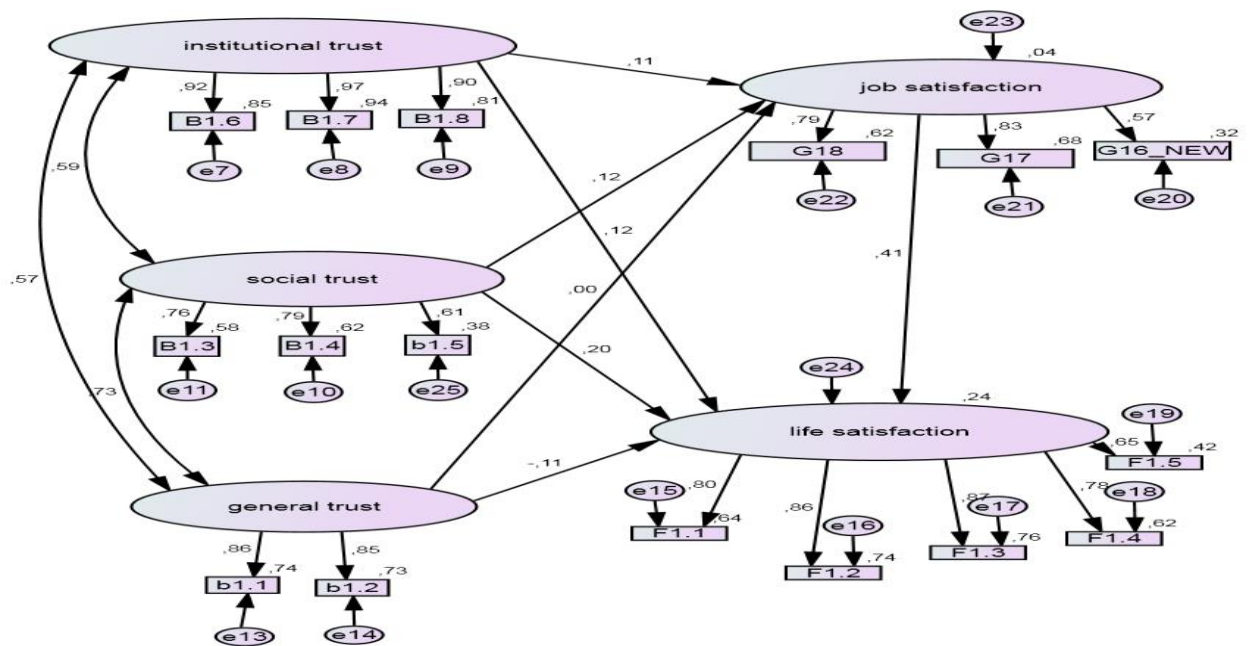 institutional trust
,92
,85
,97
,94
,90
,81
B1.6
B1.7
B1.8
e7
e8
e9
,11
e23
,04
job satisfaction
,79
,62
,83
,68
,57
,32
G18
G17
G16_NEW
e22
e21
e20
,59
,57
,12
,12
,00
,20
,41
social trust
,76
,58
,79
,62
,61
,38
B1.3
B1.4
b1.5
e11
e10
e25
,73
-,11
general trust
,86
,74
,85
,73
b1.1
b1.2
e13
e14
e24
,24
life satisfaction
e19
,65
,42
F1.5
e15
,80
,64
F1.1
,86
e16
,74
F1.2
,87
e17
,76
F1.3
,78
e18
,62
F1.4